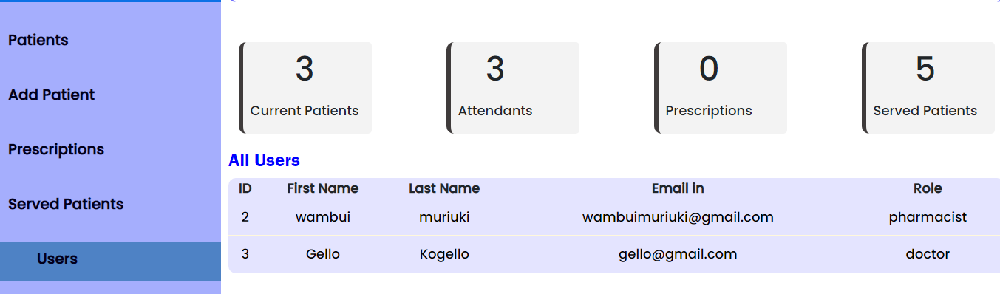 Patients
Add Patient
Prescriptions
Served Patients
Users
3 3 0 5
Current Patients Attendants Prescriptions Served Patients
All Users
ID First Name Last Name Email in Role
2 wambui muriuki wambuimuriuki@gmail.com pharmacist
3 Gello Kogello gello@gmail.com doctor